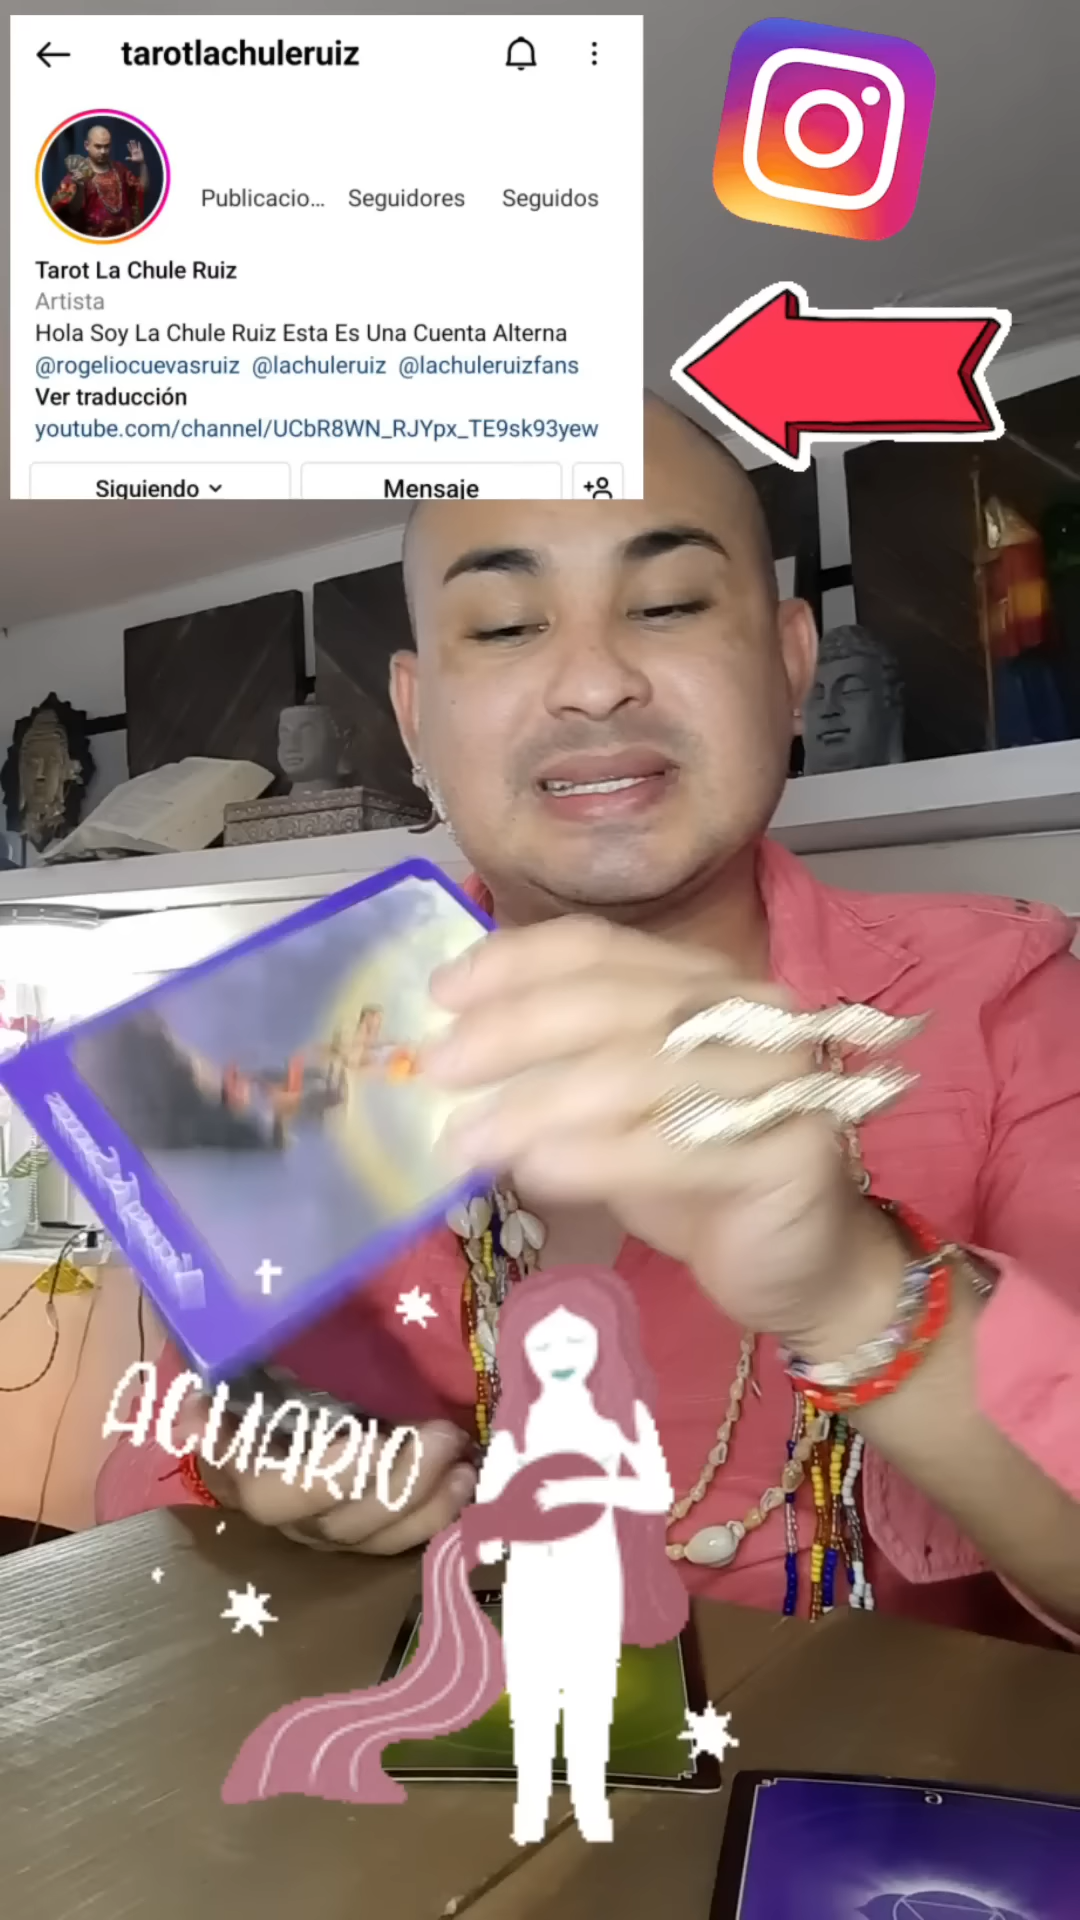 tarotlachuleruiz
Publicacio... Seguidores Seguidos
Tarot La Chule Ruiz
Artista
Hola Soy La Chule Ruiz Esta Es Una Cuenta Alterna
@rogeliocuevasruiz @lachuleruiz @lachuleruizfans
Ver traducción
youtube.com/channel/UCbR8WN_RJYpx_TE9sk93yew
Siguiendo Mensaje
ACUARIO